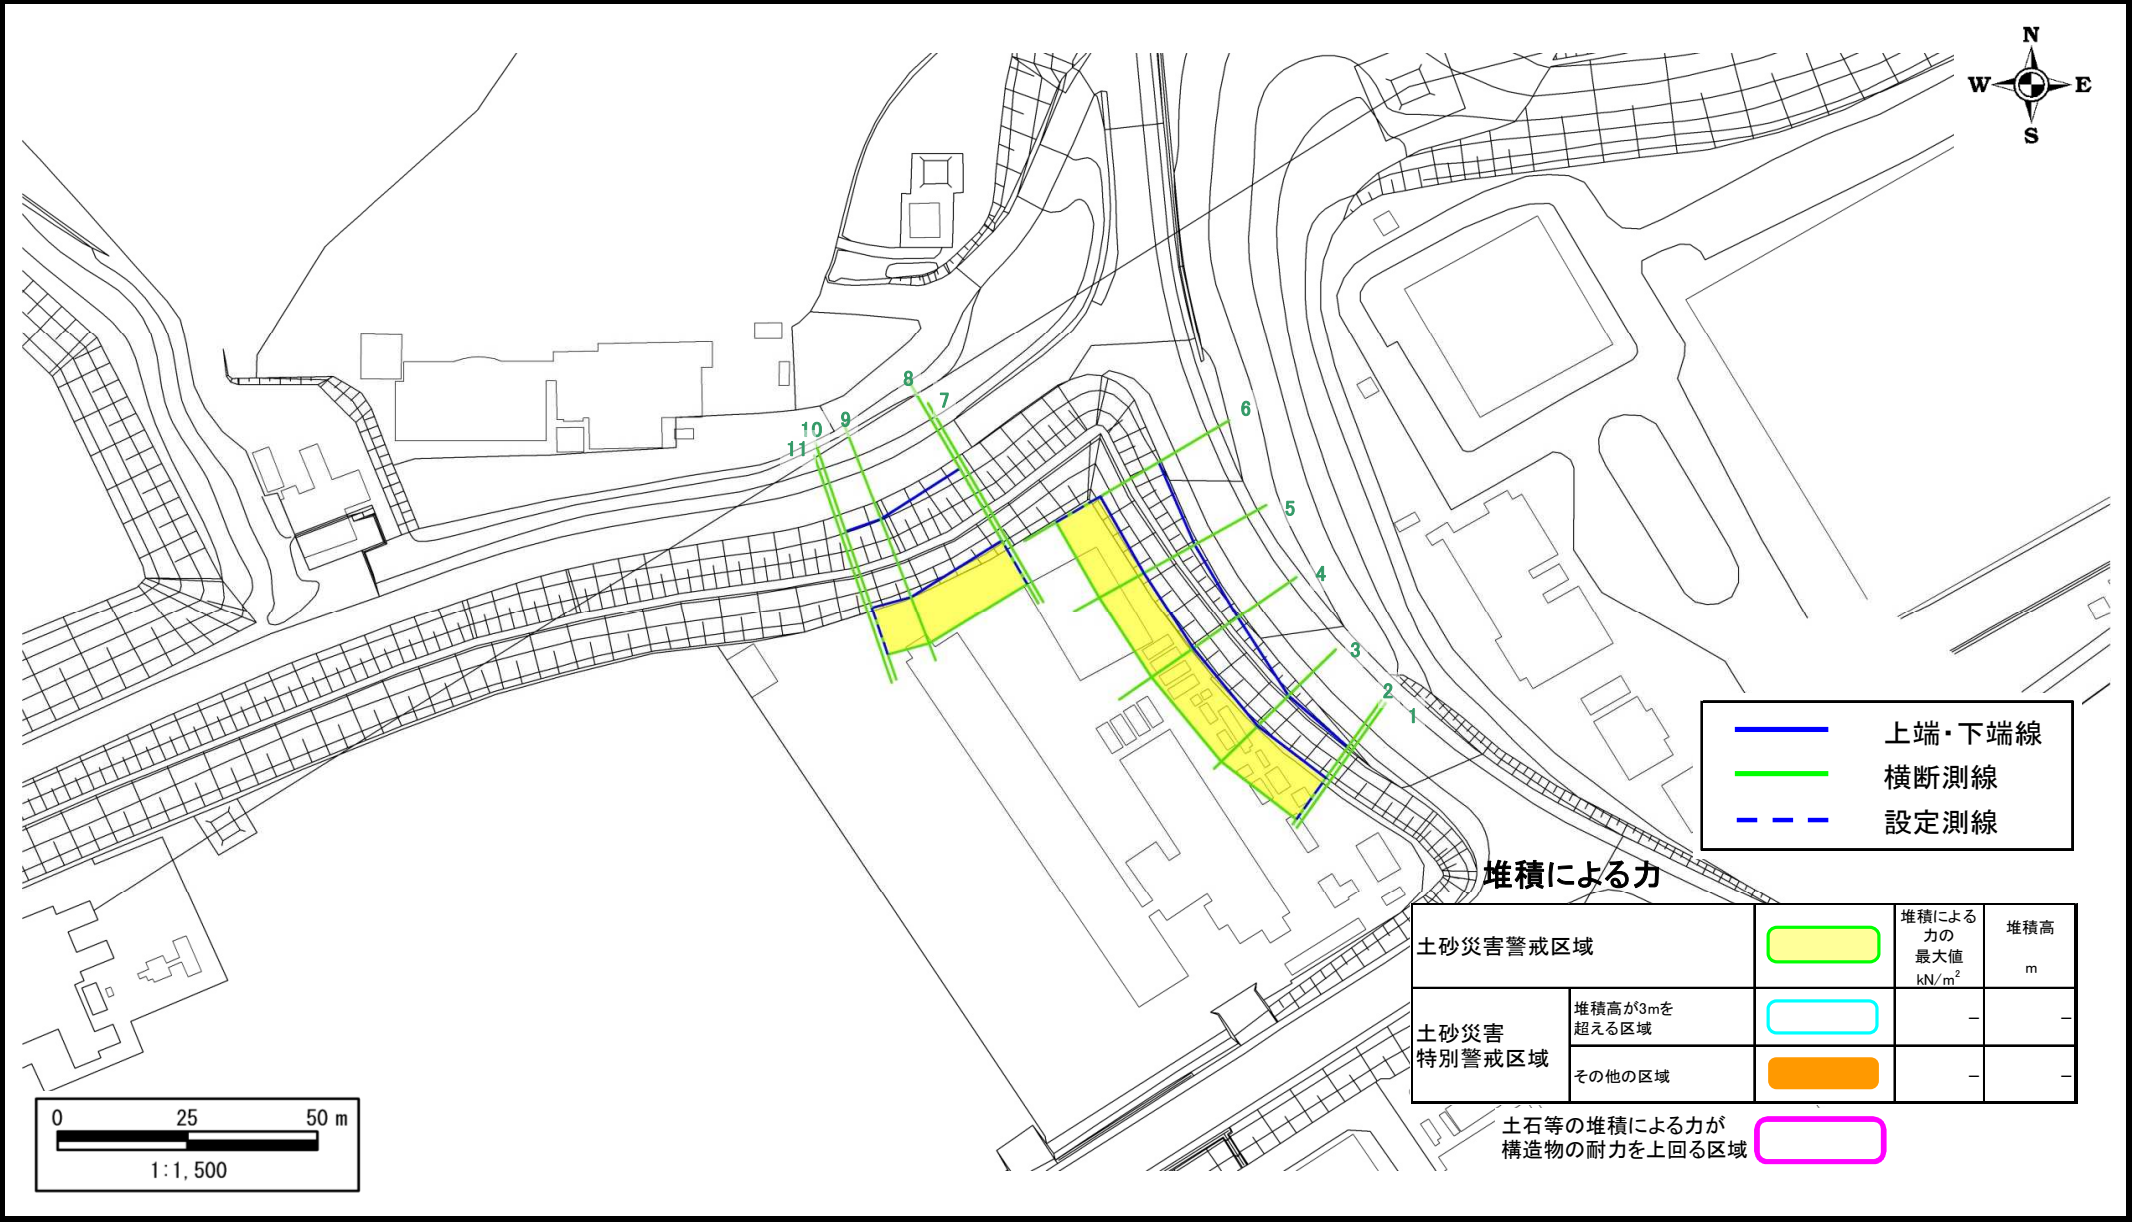 N
W E
S
8
7
9
10
11
6
5
4
3
2
1
上端・下端線
横断測線
設定測線
堆積による力
土砂災害警戒区域
堆積による
力の
最大値
kN/m²
堆積高
m
土砂災害
特別警戒区域
堆積高が3mを
超える区域
－ －
その他の区域
－ －
土石等の堆積による力が
構造物の耐力を上回る区域
0 25 50 m
1:1,500